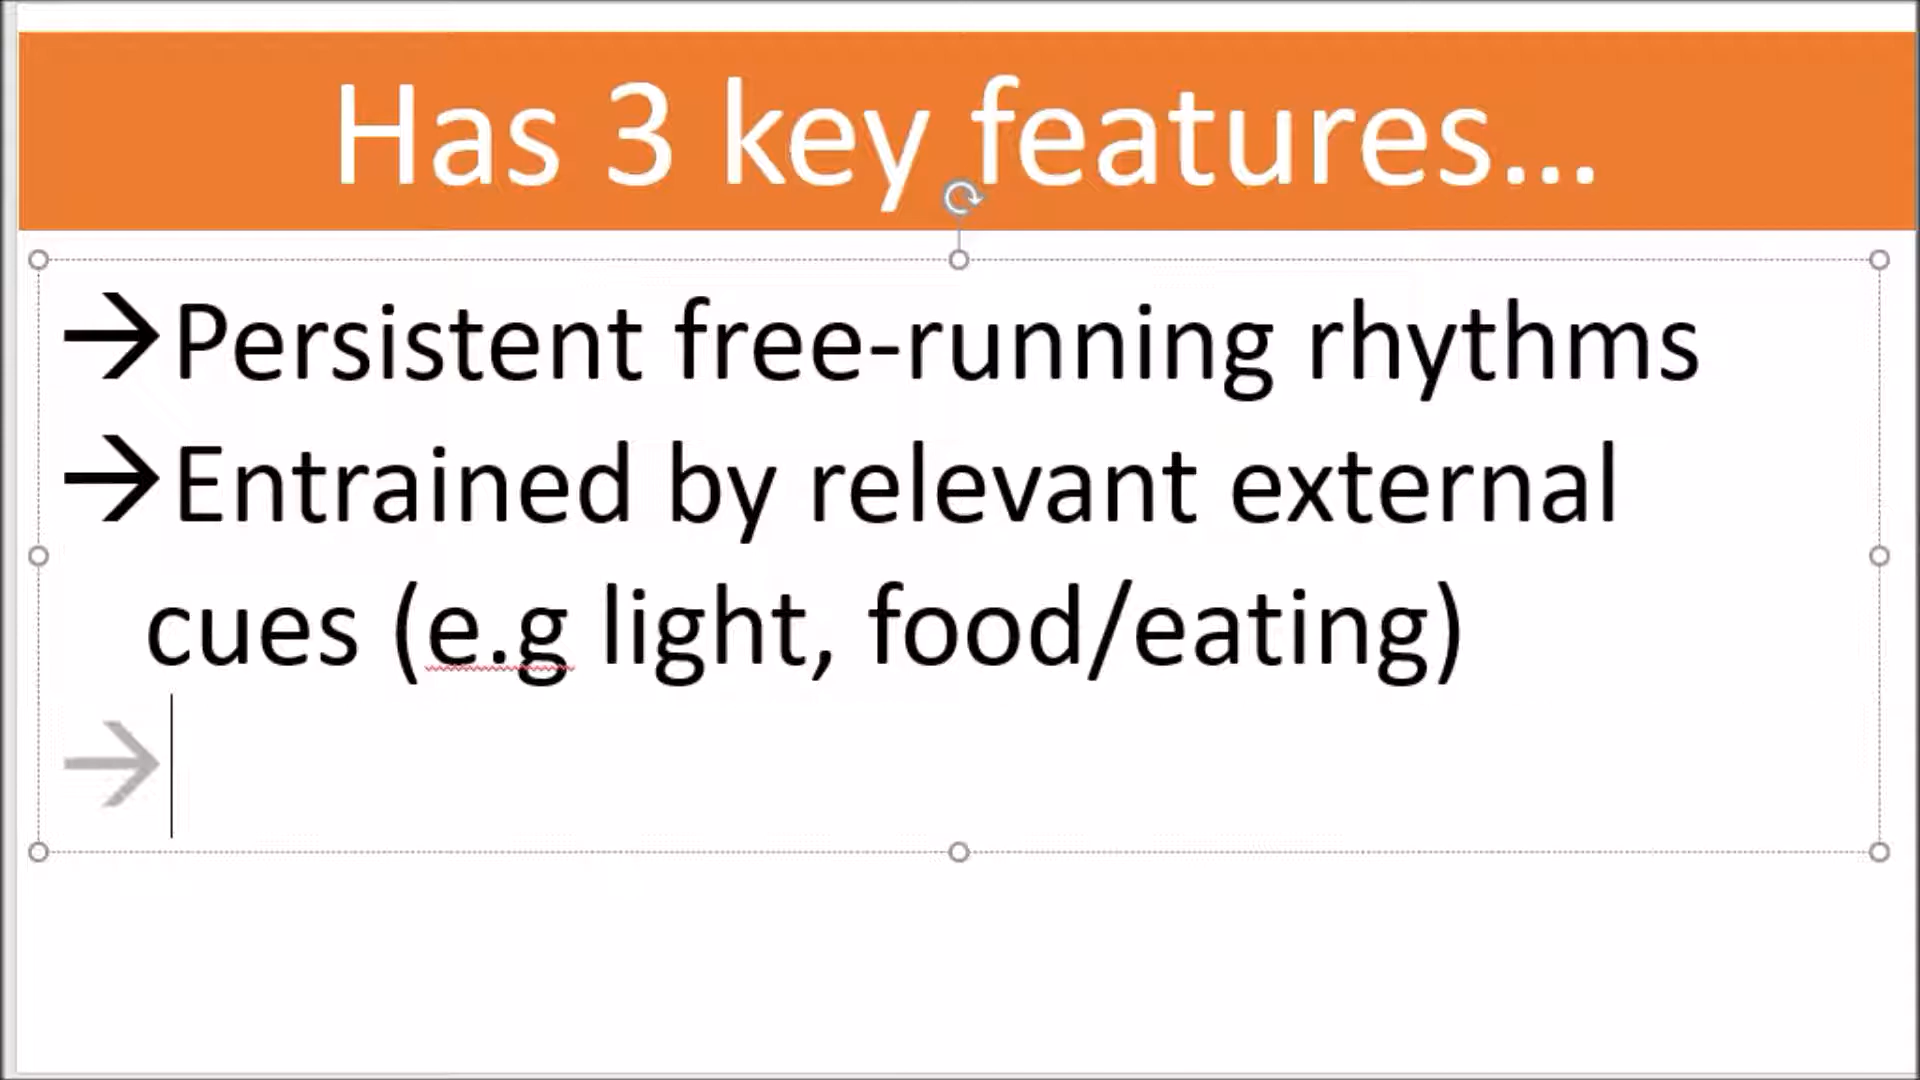 Has 3 key features...
→Persistent free-running rhythms
→Entrained by relevant external
cues (e.g light, food/eating)
→